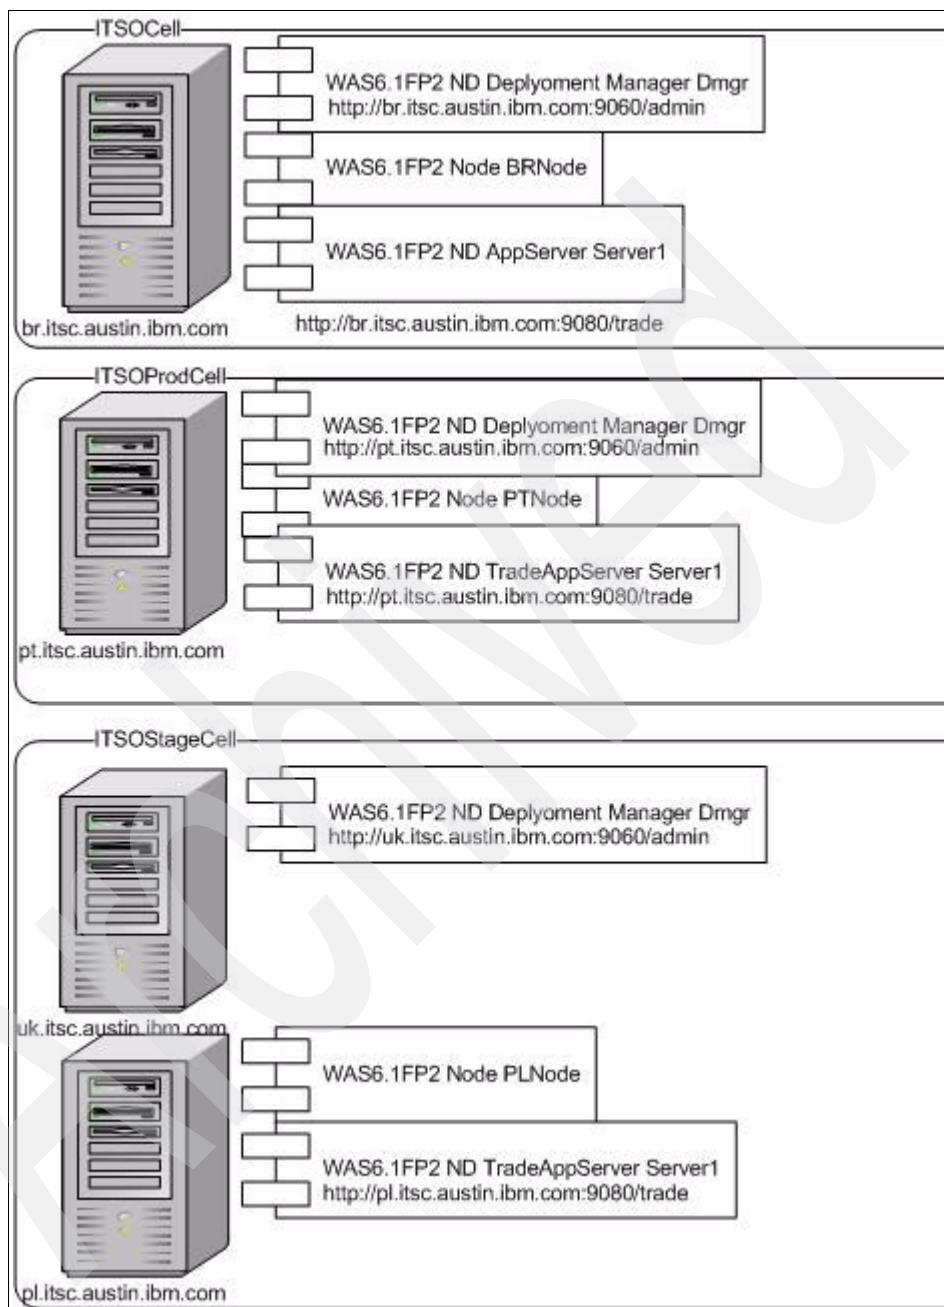 ITSOCell
WAS6.1FP2 ND Deplyoment Manager Dmgr
http://br.itsc.austin.ibm.com:9060/admin
WAS6.1FP2 Node BRNode
WAS6.1FP2 ND AppServer Server1
br.itsc.austin.ibm.com
http://br.itsc.austin.ibm.com:9080/trade
ITSOProdCell
WAS6.1FP2 ND Deplyoment Manager Dmgr
http://pt.itsc.austin.ibm.com:9060/admin
WAS6.1FP2 Node PTNode
WAS6.1FP2 ND TradeAppServer Server1
http://pt.itsc.austin.ibm.com:9080/trade
pt.itsc.austin.ibm.com
ITSOStageCell
WAS6.1FP2 ND Deplyoment Manager Dmgr
http://uk.itsc.austin.ibm.com:9060/admin
uk.itsc.austin.ibm.com
WAS6.1FP2 Node PLNode
WAS6.1FP2 ND TradeAppServer Server1
http://pl.itsc.austin.ibm.com:9080/trade
pl.itsc.austin.ibm.com
Archived